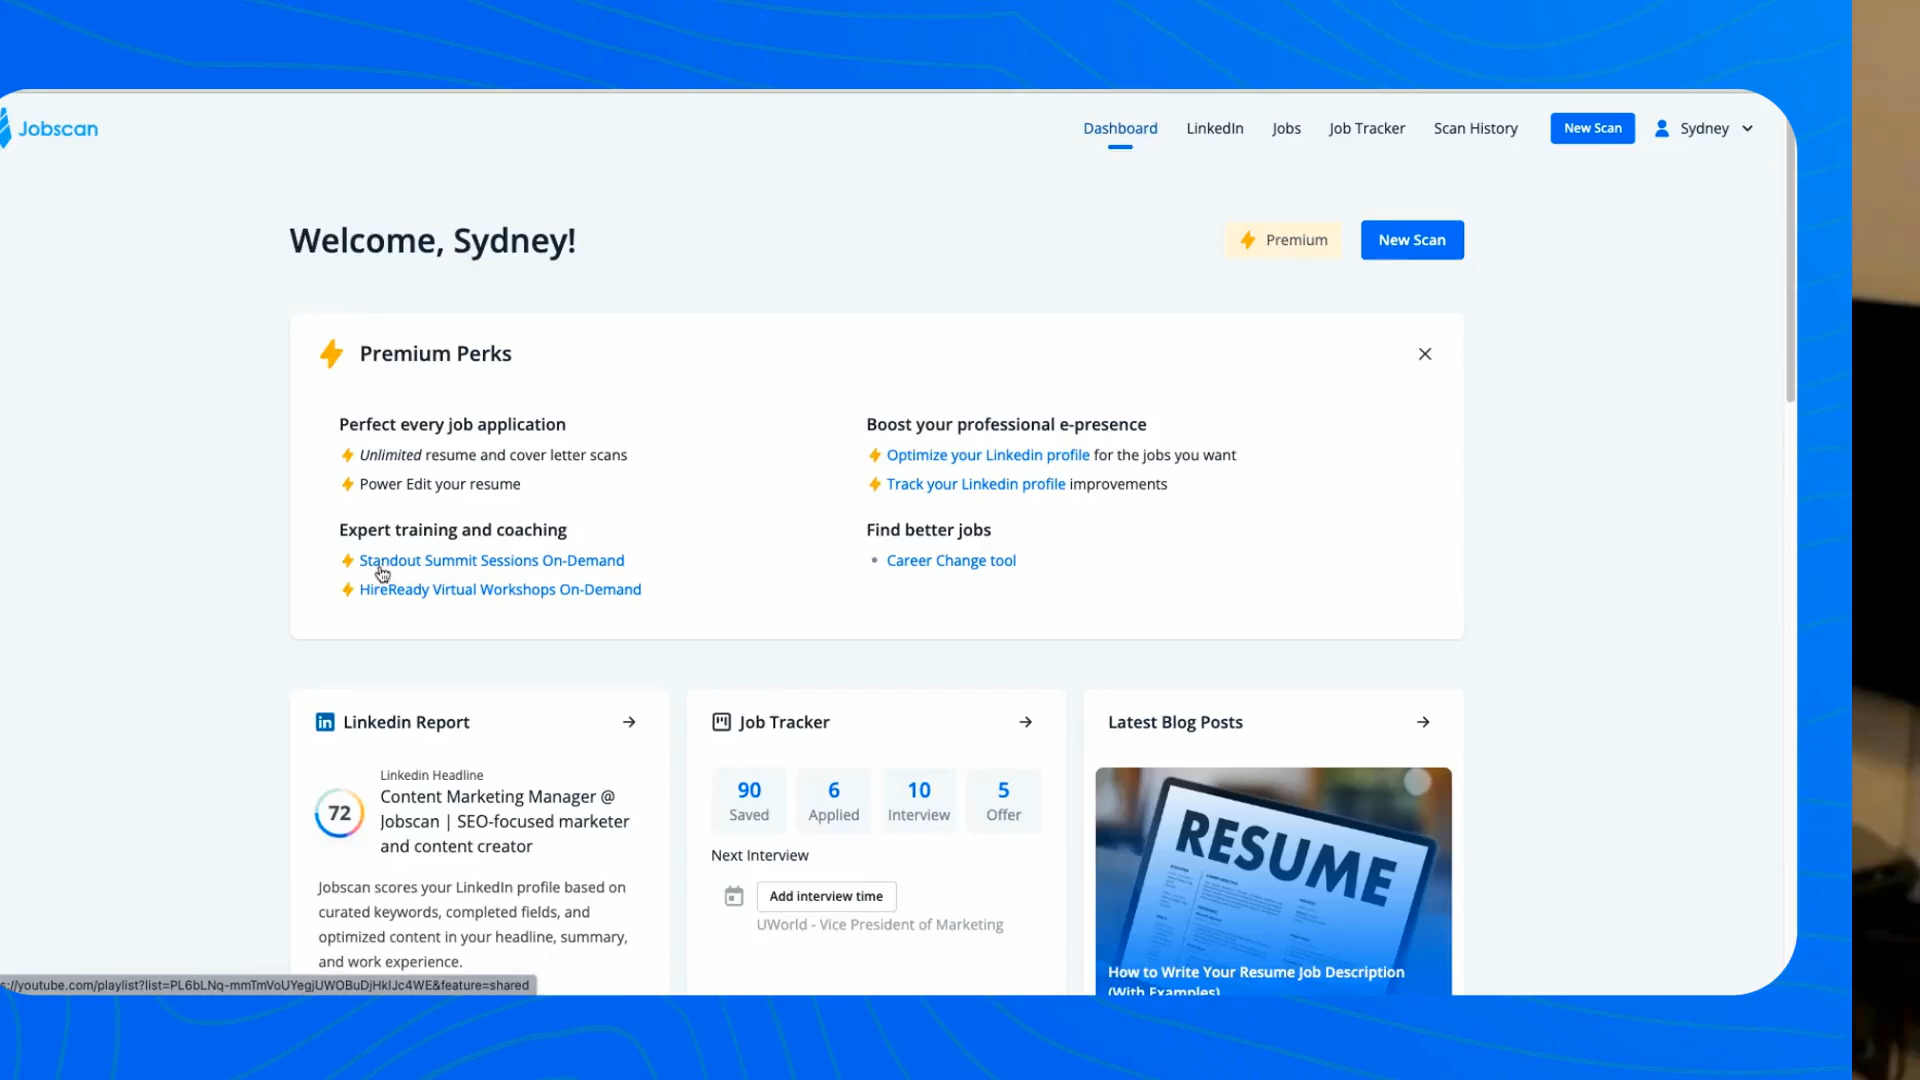 Jobscan
Dashboard
LinkedIn
Jobs
Job Tracker
Scan History
New Scan
Sydney
Welcome, Sydney!
Premium
New Scan
Premium Perks
Perfect every job application
Unlimited resume and cover letter scans
Power Edit your resume
Expert training and coaching
Standout Summit Sessions On-Demand
HireReady Virtual Workshops On-Demand
Boost your professional e-presence
Optimize your Linkedin profile for the jobs you want
Track your Linkedin profile improvements
Find better jobs
Career Change tool
Linkedin Report
72
Linkedin Headline
Content Marketing Manager @
Jobscan | SEO-focused marketer
and content creator
Jobscan scores your LinkedIn profile based on
curated keywords, completed fields, and
optimized content in your headline, summary,
and work experience.
Job Tracker
90
Saved
6
Applied
10
Interview
5
Offer
Next Interview
Add interview time
UWorld - Vice President of Marketing
Latest Blog Posts
RESUME
How to Write Your Resume Job Description
(With Examples)
s://youtube.com/playlist?list=PL6bLNq-mmTmVoUYegjUWOBuDjHklJc4WE&feature=shared